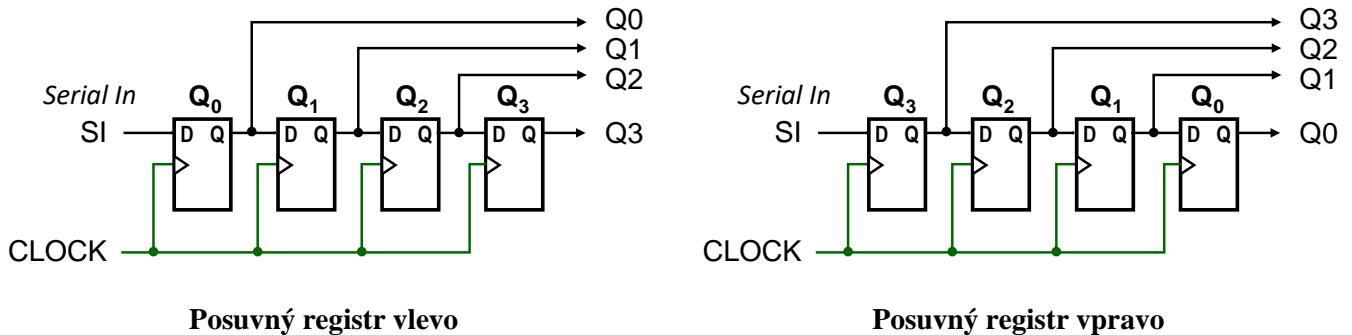 Q0
Q1
Serial In Q₀ Q₁ Q₂ Q₃ Q2
SI D Q D Q D Q D Q Q3
CLOCK
Posuvný registr vlevo
Q3
Q2
Serial In Q₃ Q₂ Q₁ Q₀ Q1
SI D Q D Q D Q D Q Q0
CLOCK
Posuvný registr vpravo